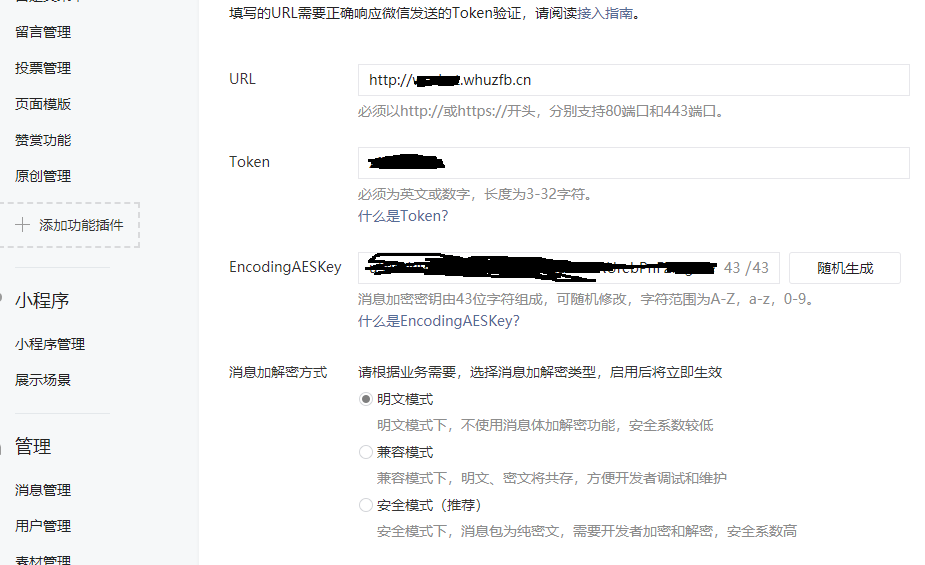 填写的URL需要正确响应微信发送的Token验证，请阅读接入指南。
留言管理
投票管理
页面模版
赞赏功能
原创管理
添加功能插件
小程序
小程序管理
展示场景
管理
消息管理
用户管理
素材管理
URL
http://
.whuzfb.cn
必须以http://或https://开头，分别支持80端口和443端口。
Token
必须为英文或数字，长度为3-32字符。
什么是Token?
EncodingAESKey
43 /43
随机生成
消息加密密钥由43位字符组成，可随机修改，字符范围为A-Z，a-z，0-9。
什么是EncodingAESKey?
消息加解密方式
请根据业务需要，选择消息加解密类型，启用后将立即生效
明文模式
明文模式下，不使用消息体加解密功能，安全系数较低
兼容模式
兼容模式下，明文、密文将共存，方便开发者调试和维护
安全模式（推荐）
安全模式下，消息包为纯密文，需要开发者加密和解密，安全系数高